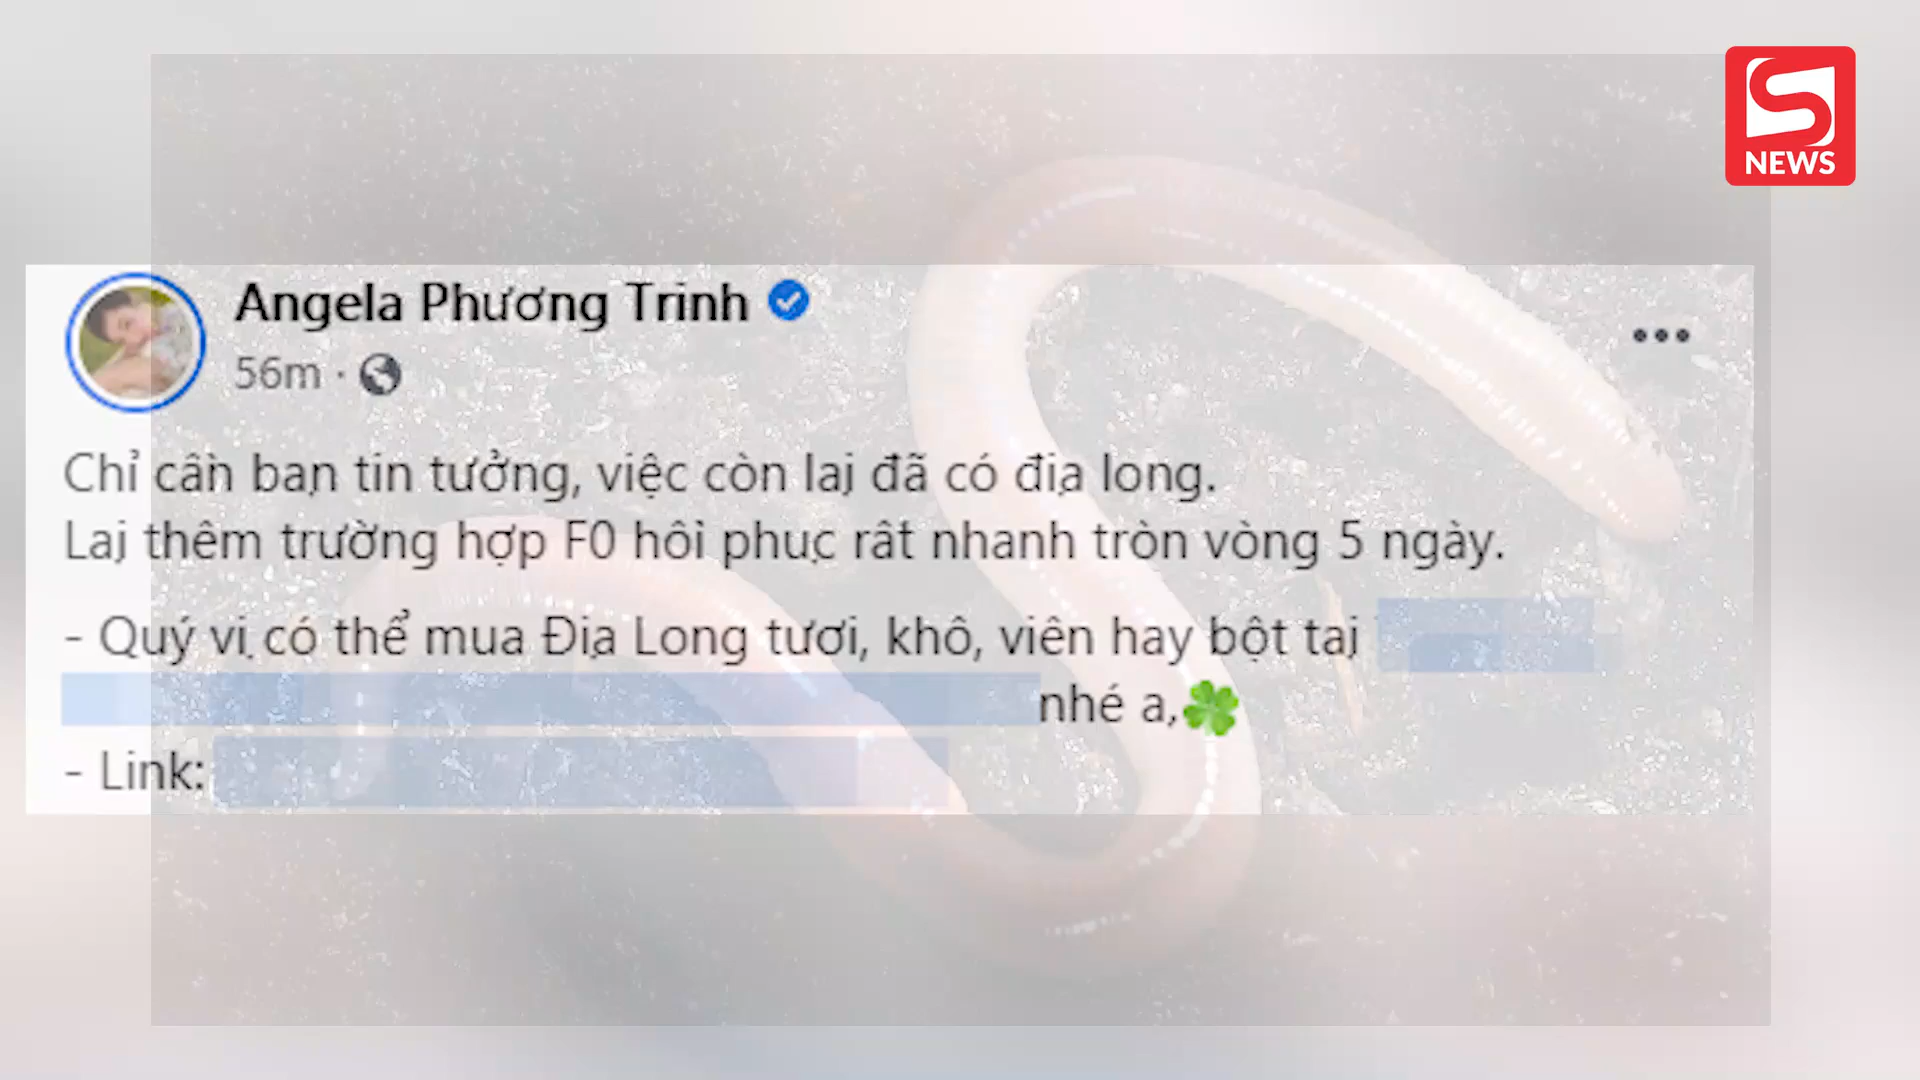 S
NEWS
Angela Phương Trinh
56m ·
Chỉ cần bạn tin tưởng, việc còn lại đã có địa long.
Lại thêm trường hợp F0 hồi phục rất nhanh tròn vòng 5 ngày.
- Quý vị có thể mua Địa Long tươi, khô, viên hay bột tại
nhé ạ,
- Link: